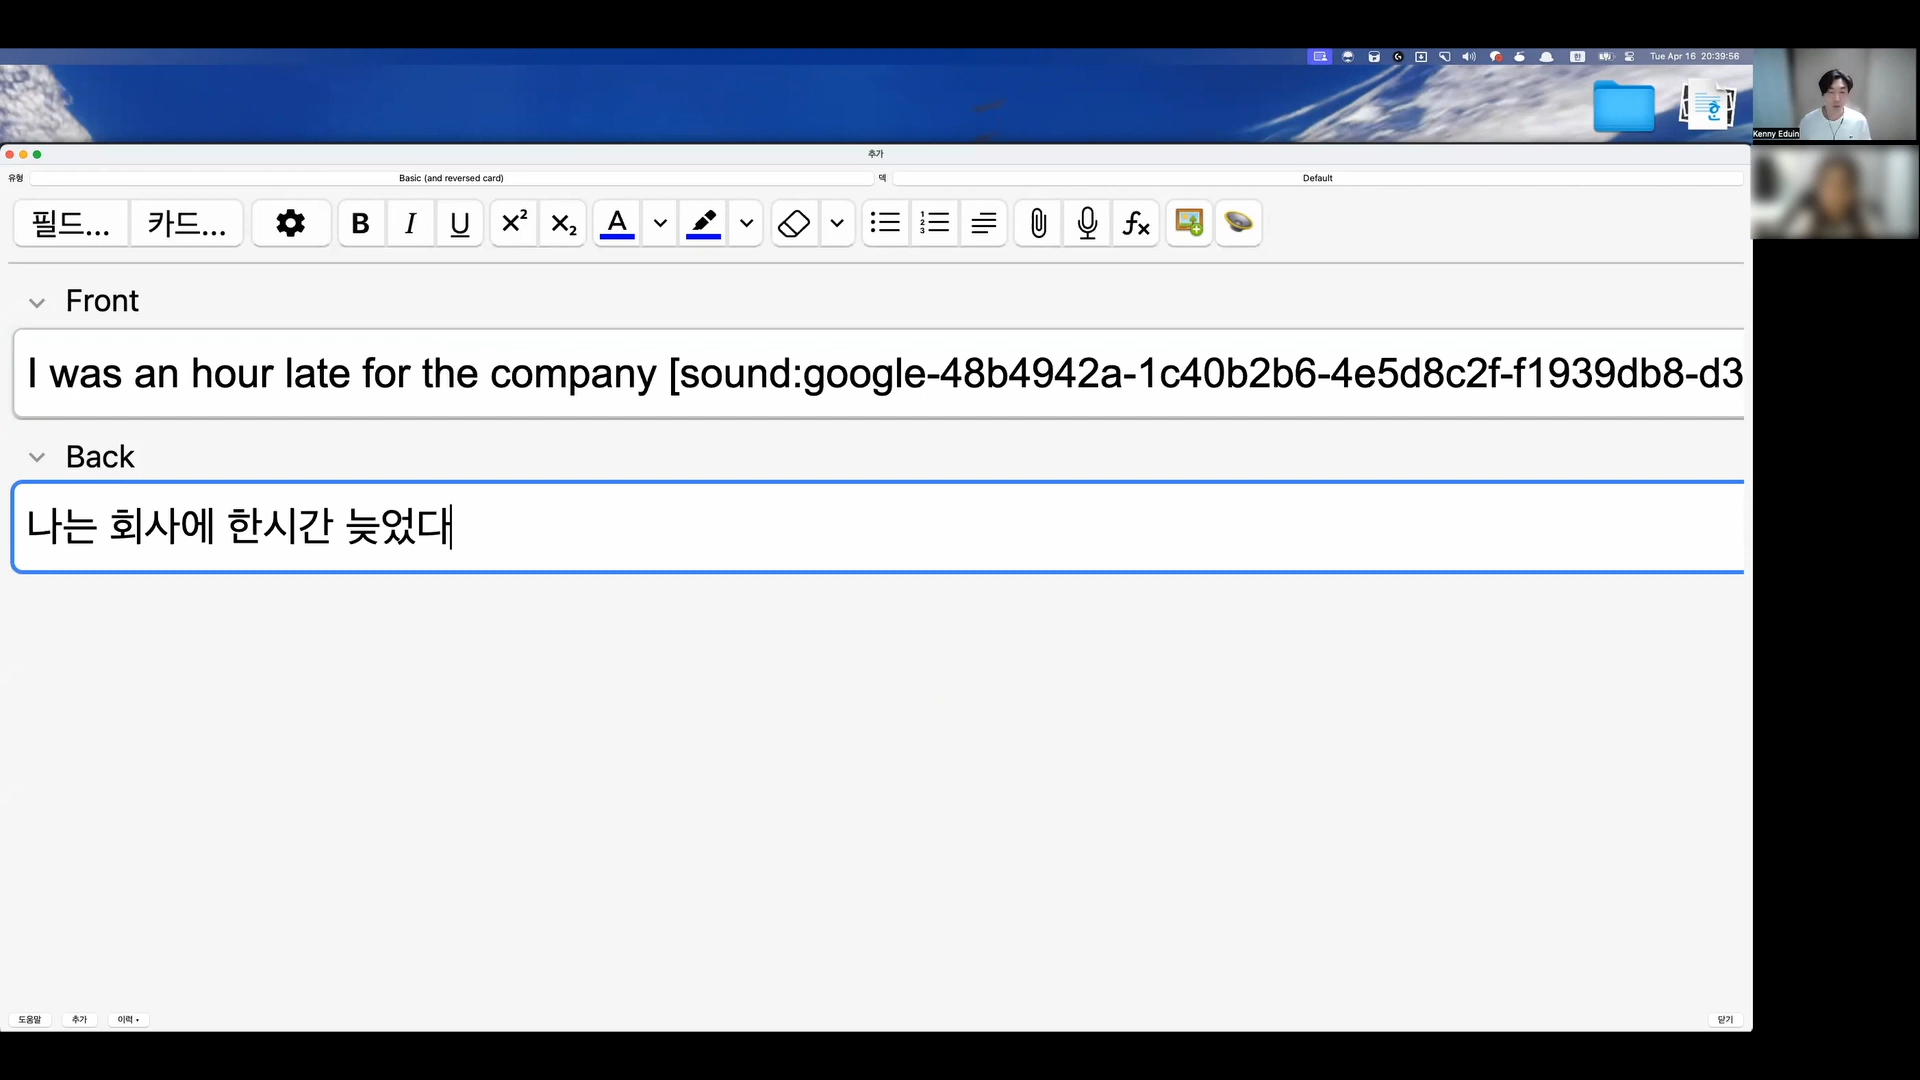 Tue Apr 16 20:39:56
Kenny Eduin
추가
유형
Basic (and reversed card)
덱
Default
필드...
카드...
Front
I was an hour late for the company [sound:google-48b4942a-1c40b2b6-4e5d8c2f-f1939db8-d3
Back
나는 회사에 한시간 늦었다
도움말
추가
이력
닫기